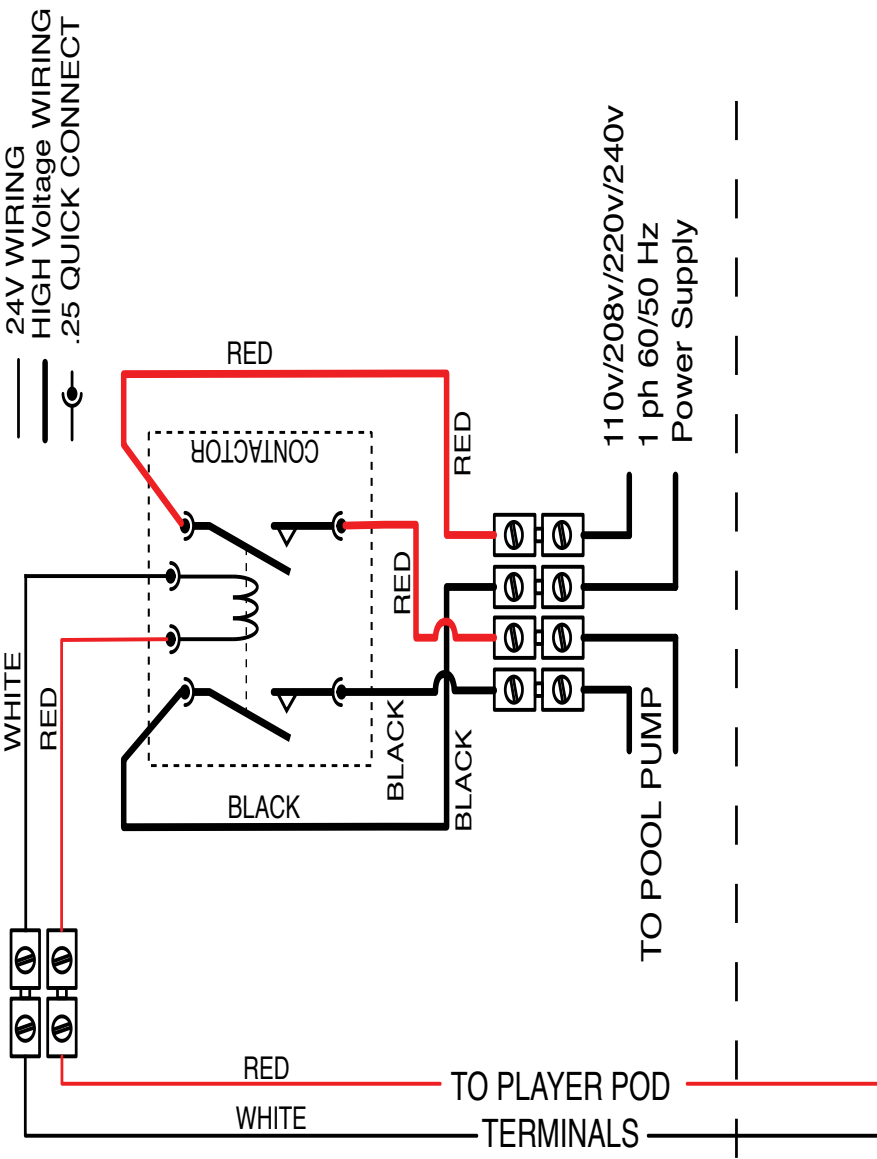 24V WIRING
HIGH Voltage WIRING
.25 QUICK CONNECT
RED
CONTACTOR
RED
110v/208v/220v/240v
1 ph 60/50 Hz
Power Supply
RED
WHITE
RED
BLACK
BLACK
BLACK
TO POOL PUMP
RED
TO PLAYER POD
WHITE
TERMINALS